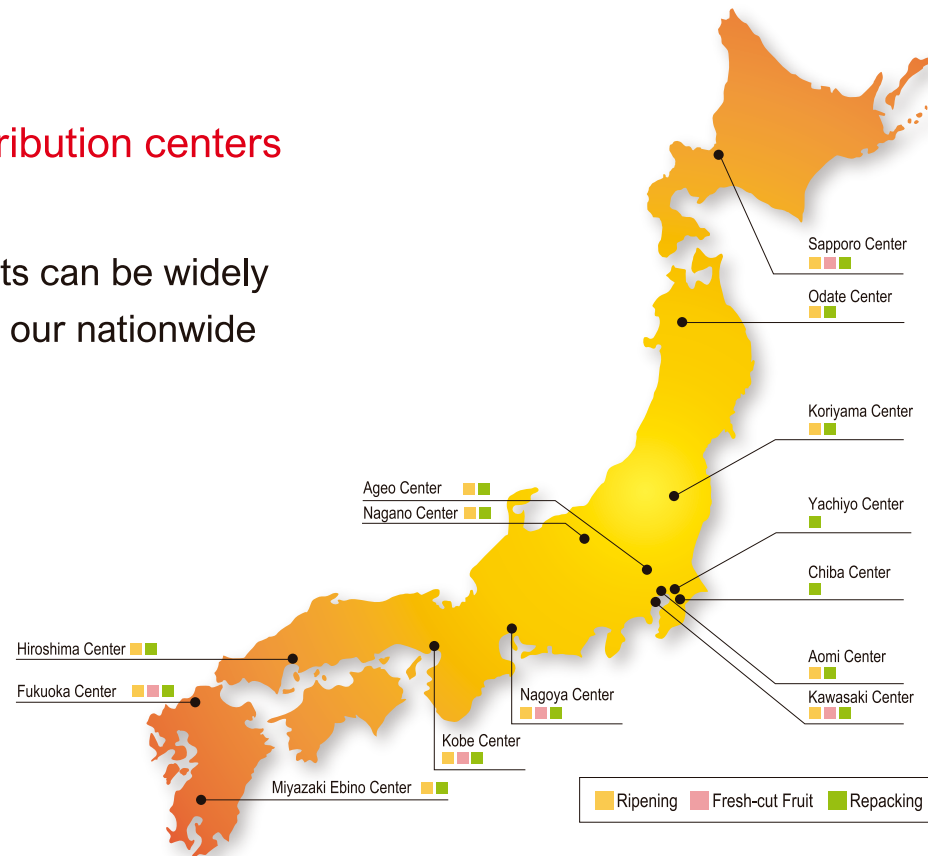 ribution centers
ts can be widely
our nationwide
Sapporo Center
Odate Center
Koriyama Center
Ageo Center
Nagano Center
Yachiyo Center
Chiba Center
Hiroshima Center
Aomi Center
Fukuoka Center
Nagoya Center
Kawasaki Center
Kobe Center
Miyazaki Ebino Center
Ripening
Fresh-cut Fruit
Repacking